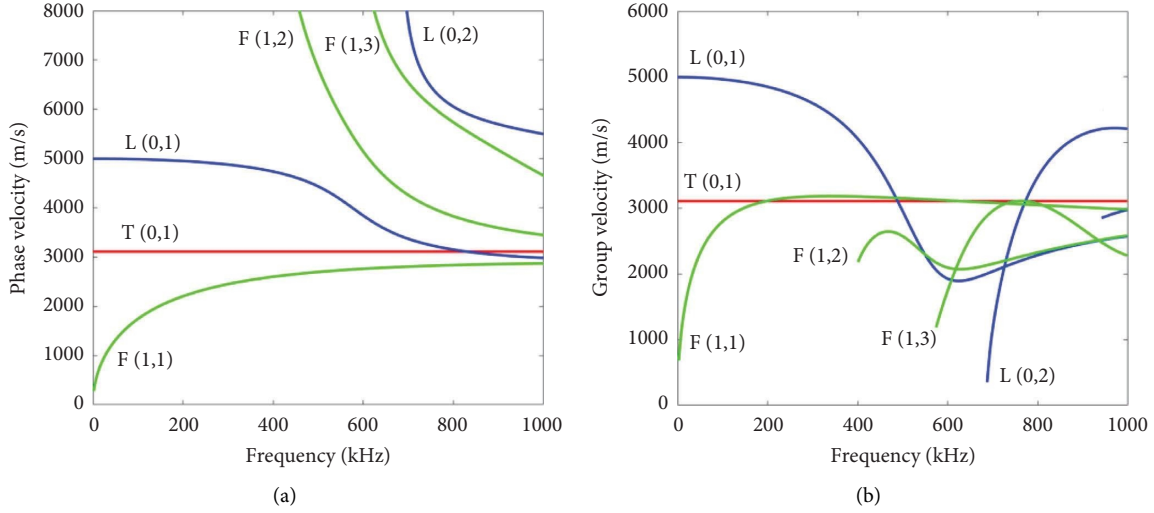 8000
7000
6000
5000
4000
3000
2000
1000
0
Phase velocity (m/s)
F (1,2)
F (1,3)
L (0,2)
L (0,1)
T (0,1)
F (1,1)
0 200 400 600 800 1000
Frequency (kHz)
(a)
6000
5000
4000
3000
2000
1000
0
Group velocity (m/s)
L (0,1)
T (0,1)
F (1,2)
F (1,1)
F (1,3)
L (0,2)
0 200 400 600 800 1000
Frequency (kHz)
(b)